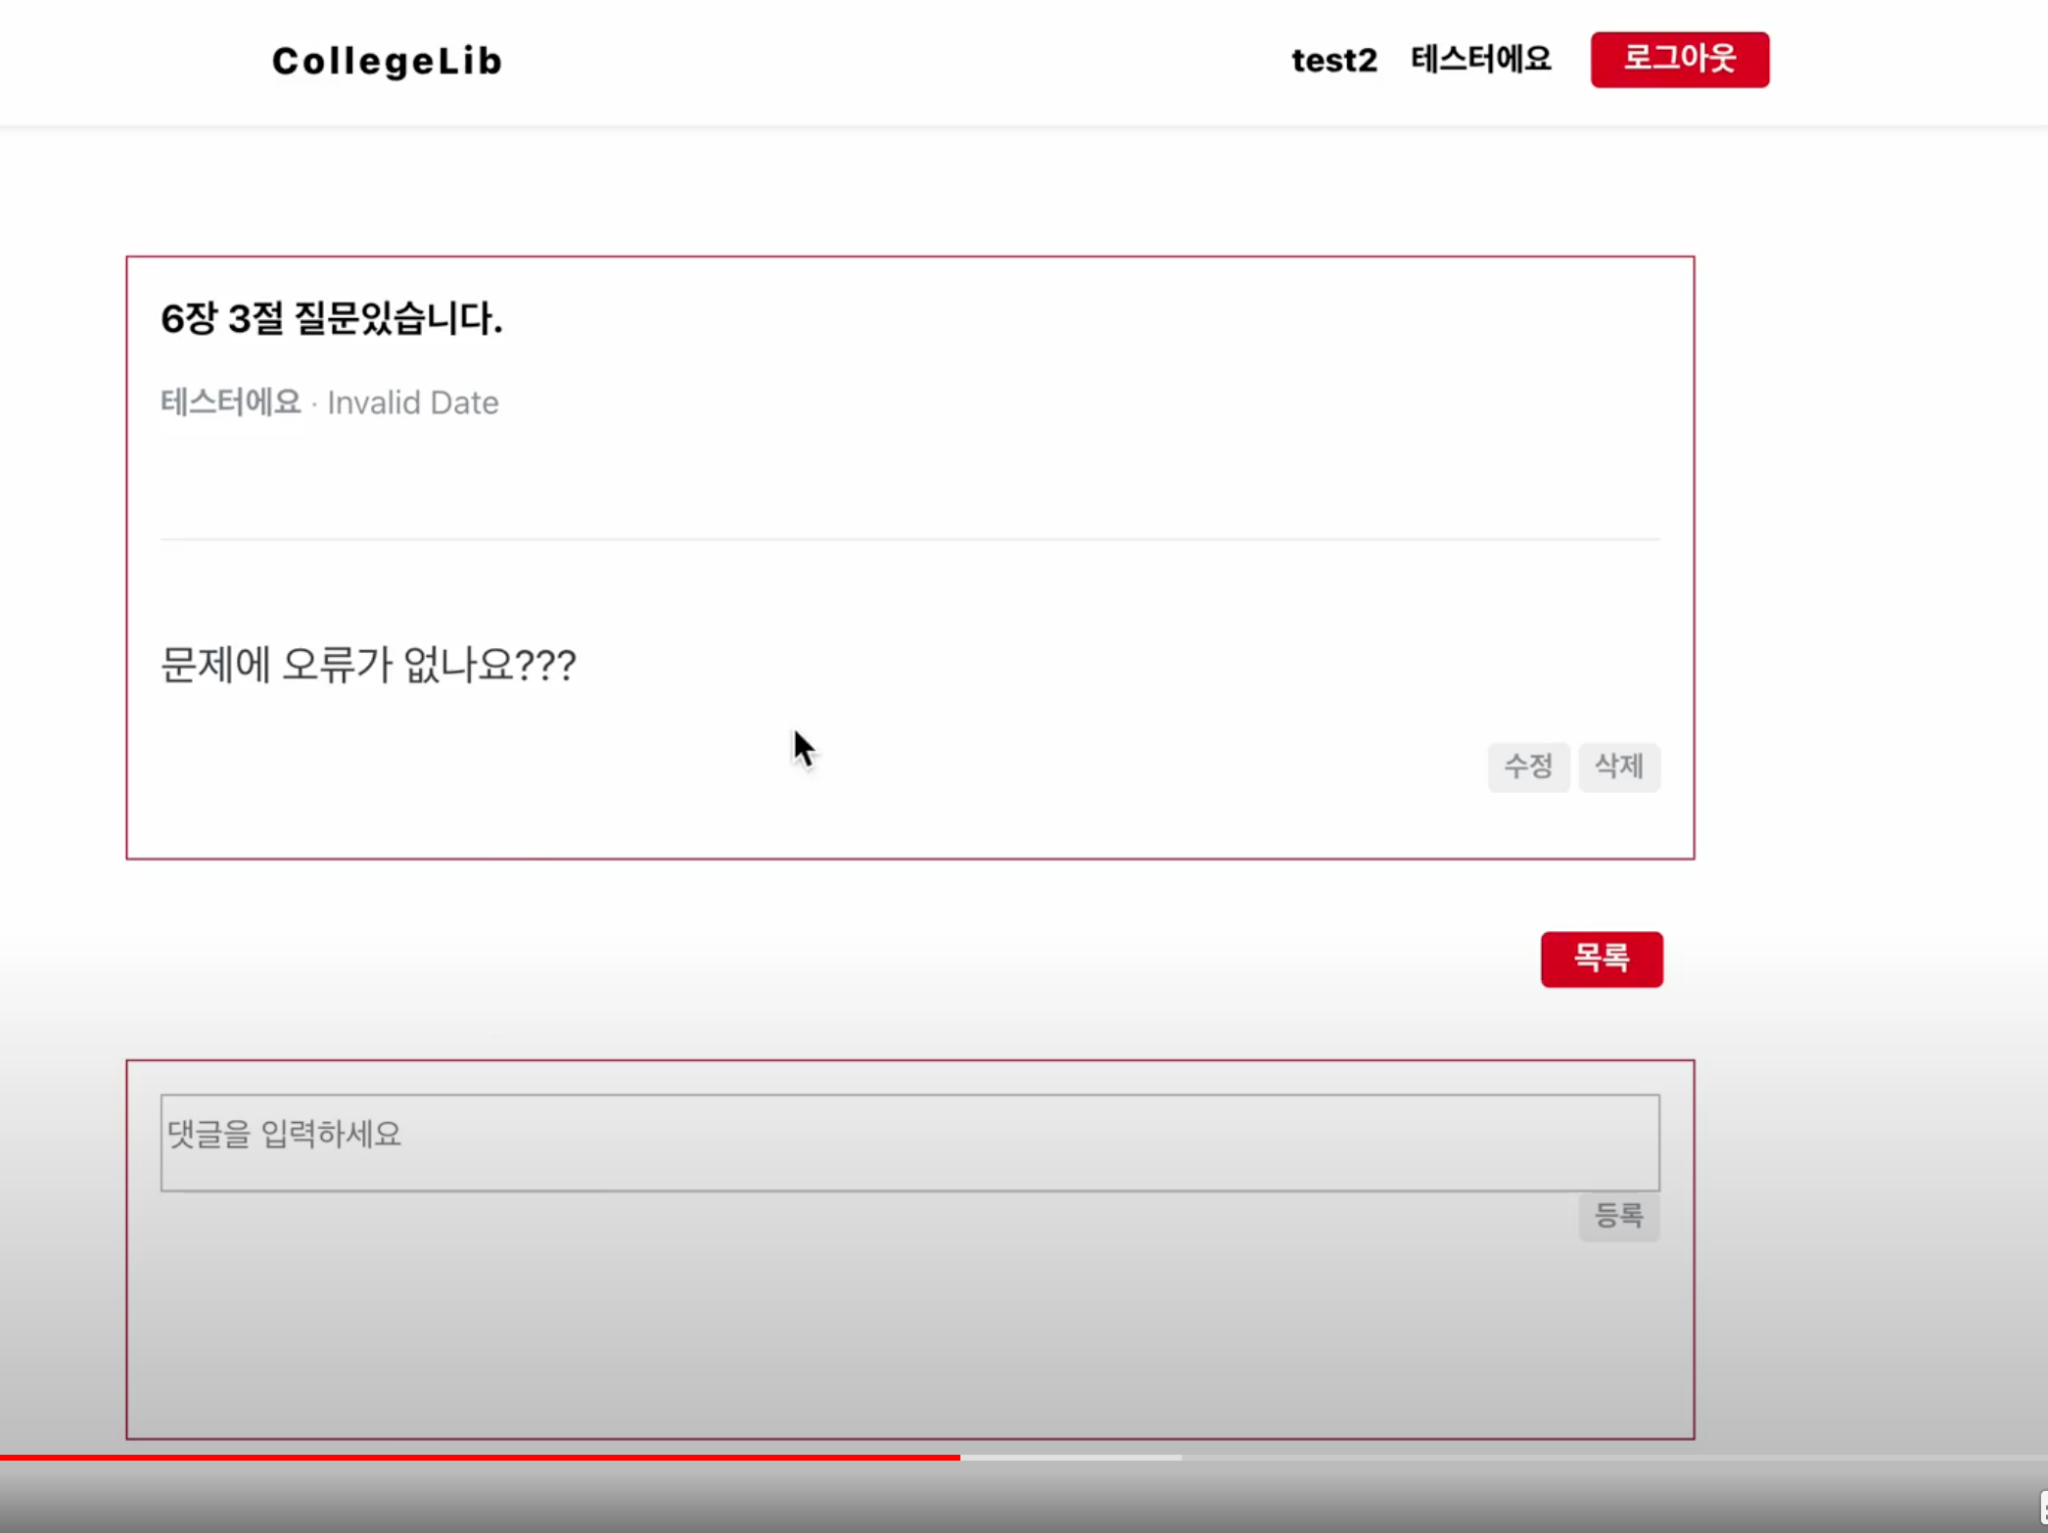 CollegeLib
test2 테스터에요 로그아웃
6장 3절 질문있습니다.
테스터에요 · Invalid Date
문제에 오류가 없나요???
수정 삭제
목록
댓글을 입력하세요
등록